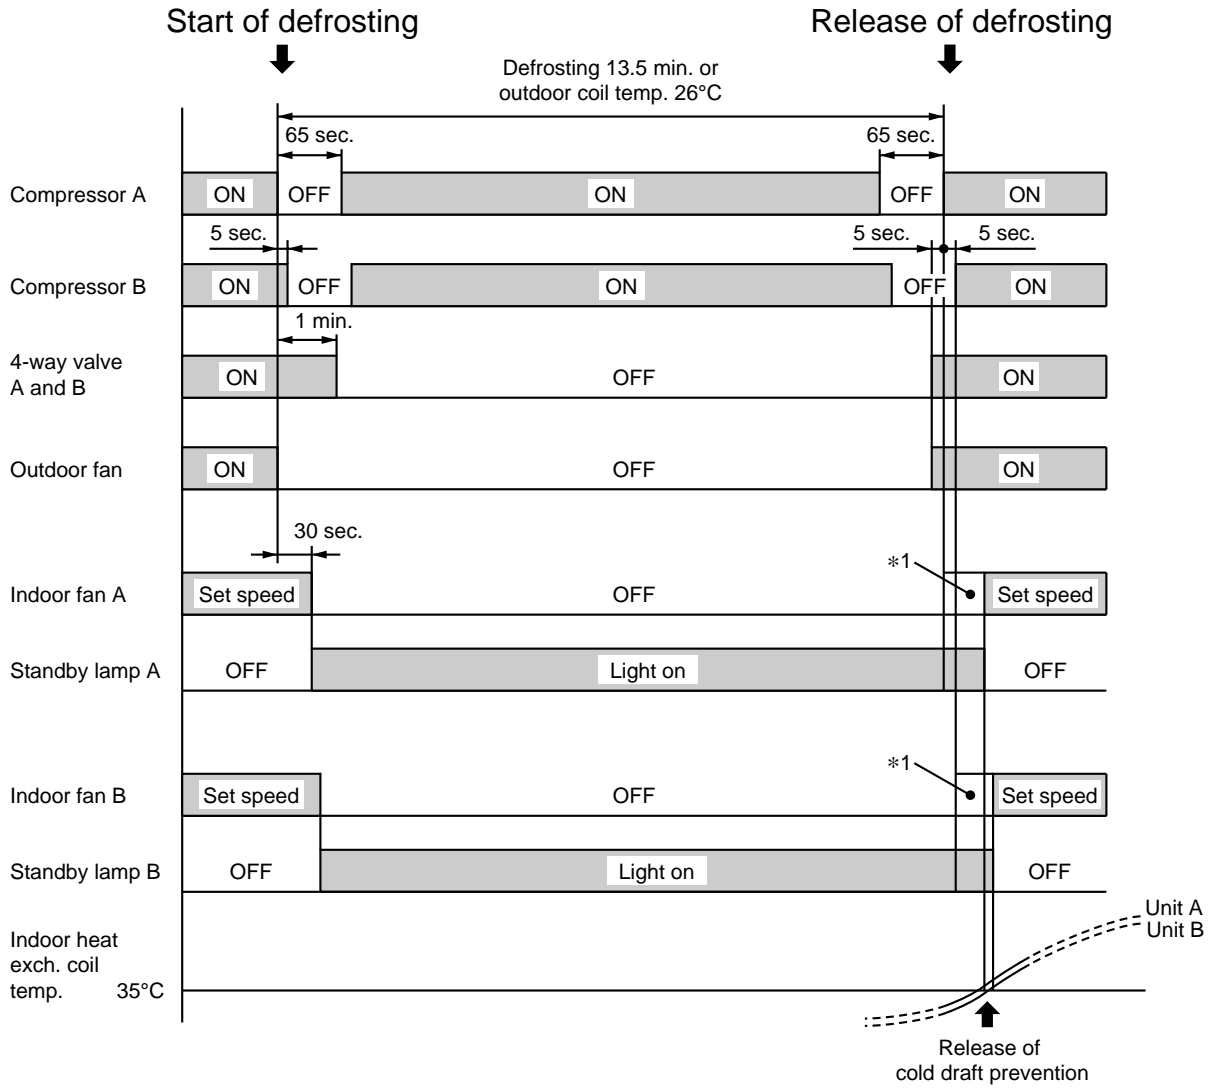 Start of defrosting
Release of defrosting
Defrosting 13.5 min. or
outdoor coil temp. 26°C
65 sec.
65 sec.
Compressor A
ON
OFF
ON
OFF
ON
5 sec.
5 sec.
5 sec.
Compressor B
ON
OFF
ON
OFF
ON
1 min.
4-way valve
A and B
ON
OFF
ON
Outdoor fan
ON
OFF
ON
30 sec.
*1
Indoor fan A
Set speed
OFF
Set speed
Standby lamp A
OFF
Light on
OFF
*1
Indoor fan B
Set speed
OFF
Set speed
Standby lamp B
OFF
Light on
OFF
Unit A
Unit B
Indoor heat
exch. coil
temp. 35°C
Release of
cold draft prevention